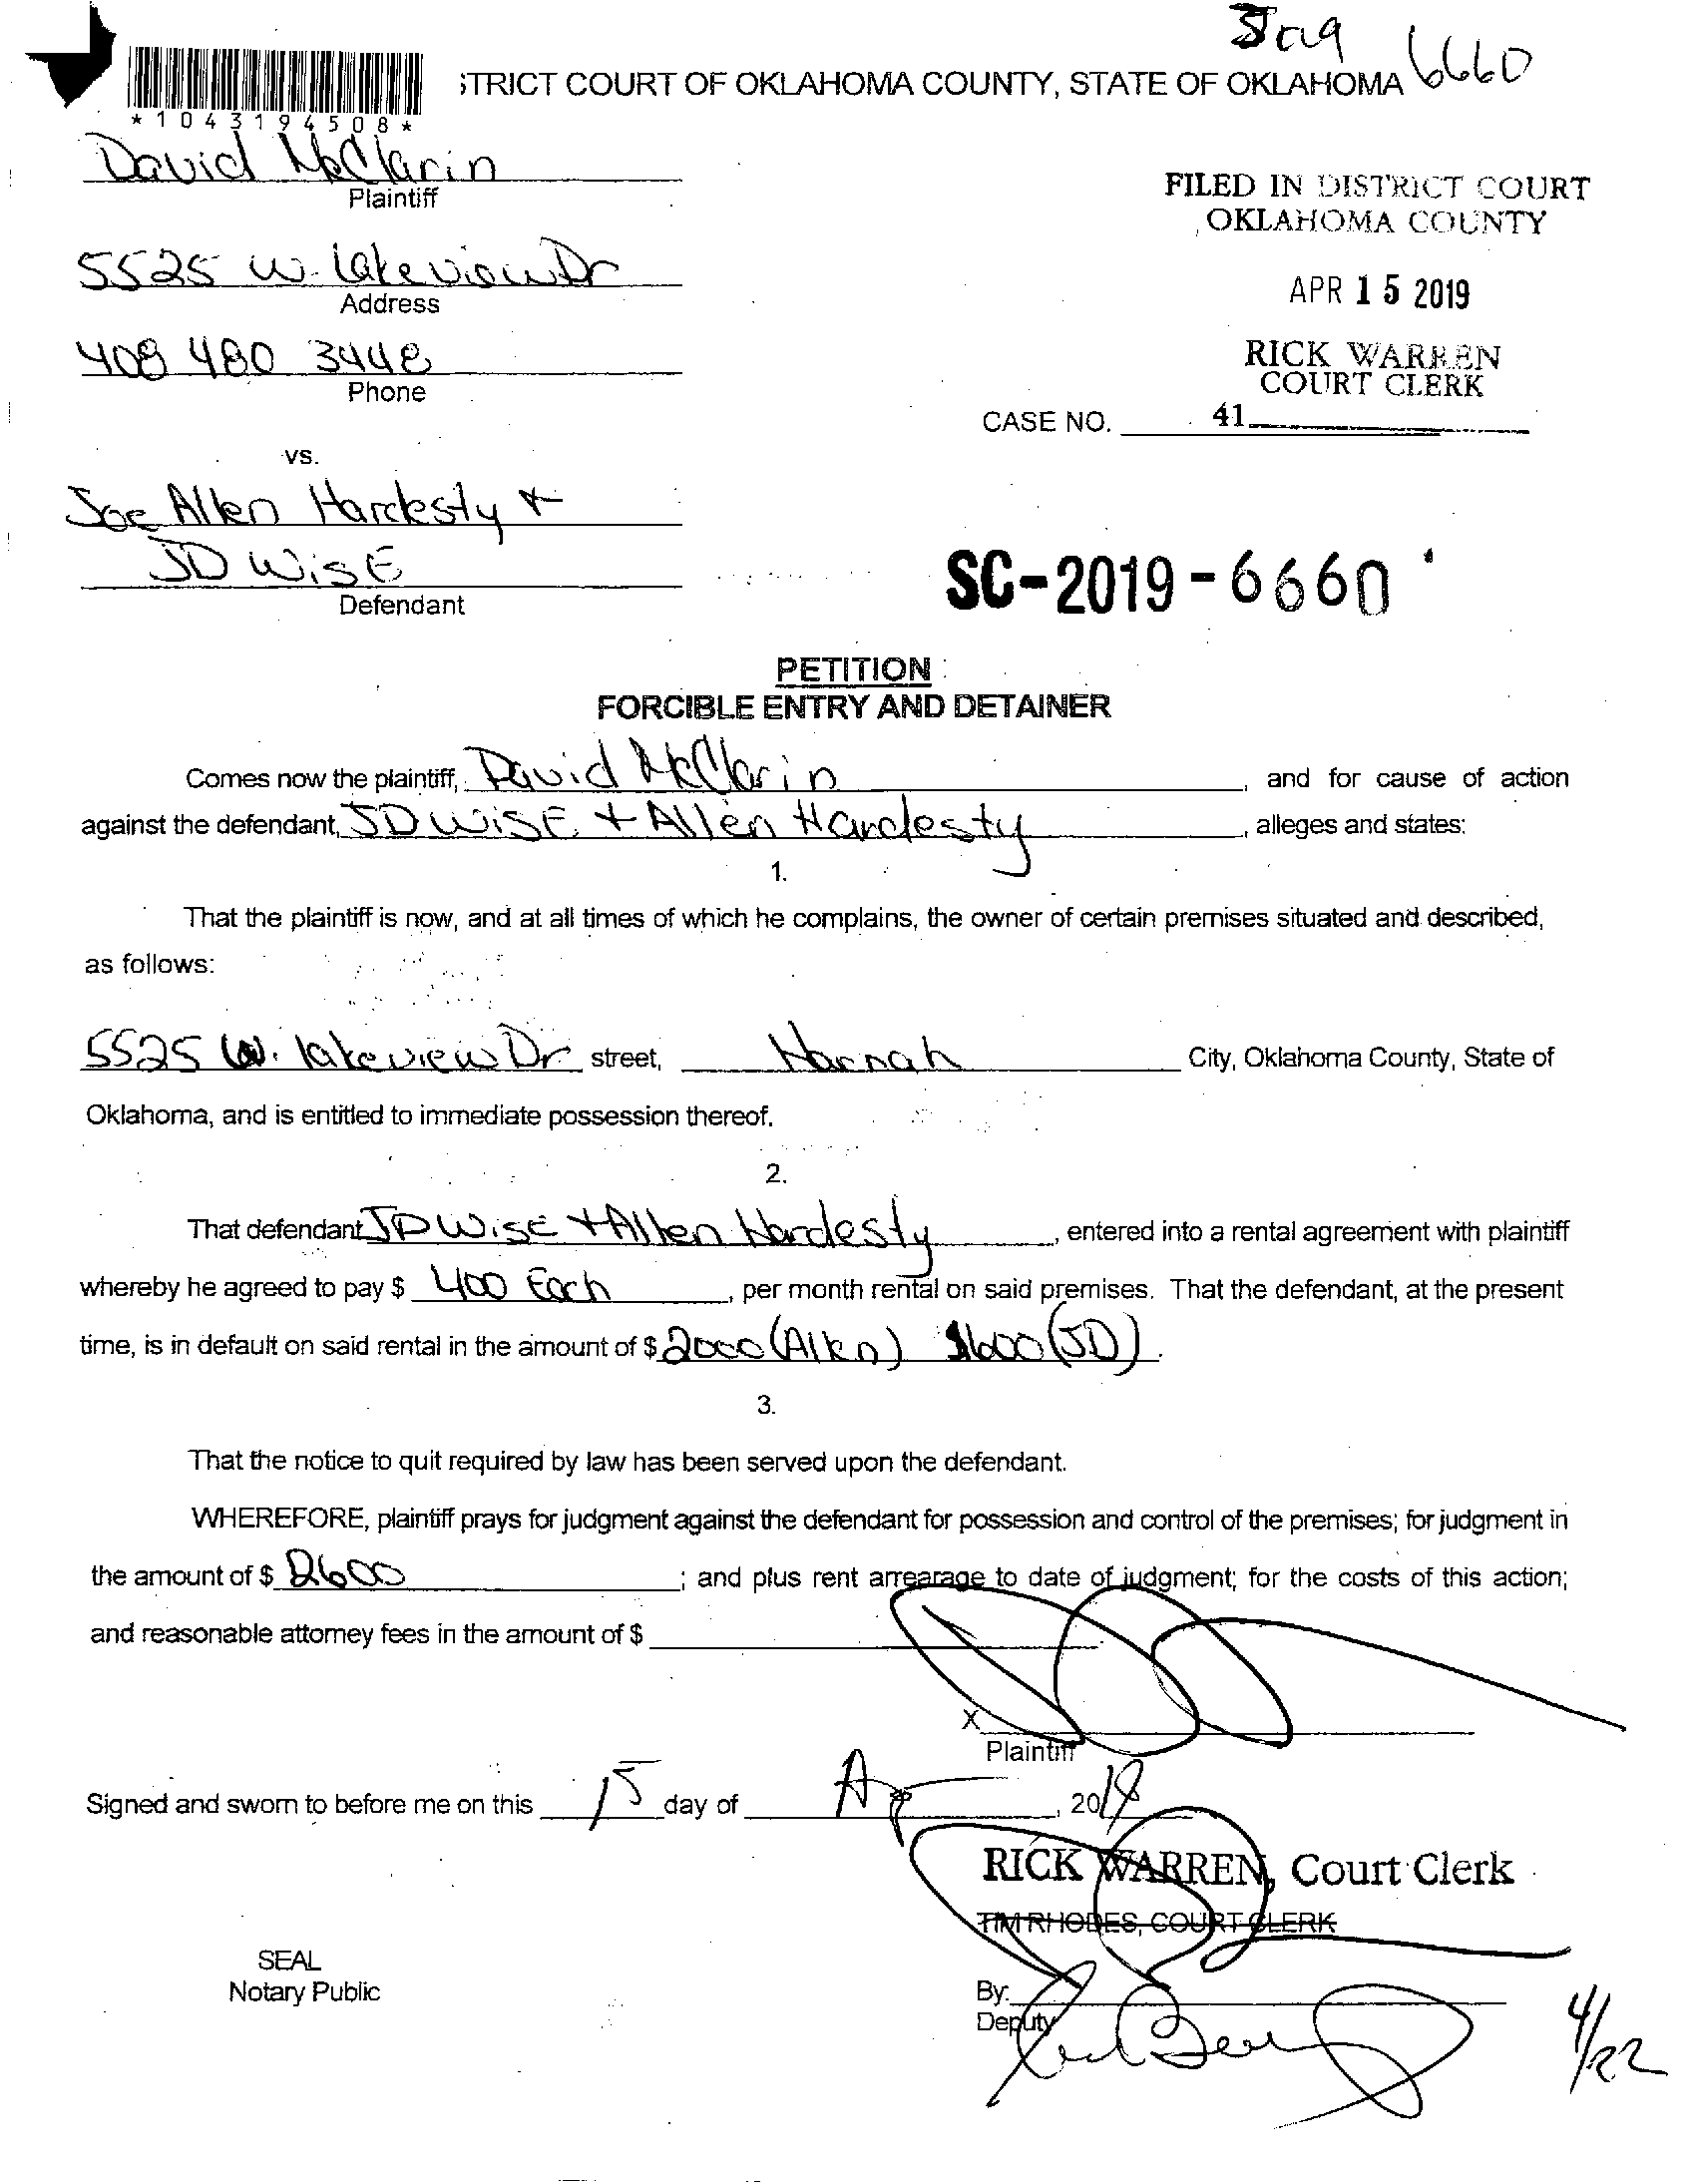 6660
;TRICT COURT OF OKLAHOMA COUNTY, STATE OF OKLAHOMA
*1043194508*
David McClarin
Plaintiff
FILED IN DISTRICT COURT
OKLAHOMA COUNTY
5525 W. Lakeview Dr
Address
APR 15 2019
408 480 3448
Phone
RICK WARREN
COURT CLERK
CASE NO. 41
vs.
Joe Allen Hardesty +
JD WisE
Defendant
SC-2019-6660
PETITION
FORCIBLE ENTRY AND DETAINER
Comes now the plaintiff, David McClarin, and for cause of action
against the defendant, JD WisE + Allen Hardesty, alleges and states:
1.
That the plaintiff is now, and at all times of which he complains, the owner of certain premises situated and described,
as follows:
5525 W. lakeview Dr street, Harrah City, Oklahoma County, State of
Oklahoma, and is entitled to immediate possession thereof.
2.
That defendant JD WisE + Allen Hardesty, entered into a rental agreement with plaintiff
whereby he agreed to pay $ 400 Each, per month rental on said premises. That the defendant, at the present
time, is in default on said rental in the amount of $ 2000 (Allen) $1600 (JD).
3.
That the notice to quit required by law has been served upon the defendant.
WHEREFORE, plaintiff prays for judgment against the defendant for possession and control of the premises; for judgment in
the amount of $ 2600; and plus rent arrearage to date of judgment; for the costs of this action;
and reasonable attorney fees in the amount of $
X
Plaintiff
Signed and sworn to before me on this 15 day of Ap, 2019
RICK WARREN, Court Clerk
TIM RHODES, COURT CLERK
SEAL
Notary Public
By:
Deputy
4/22